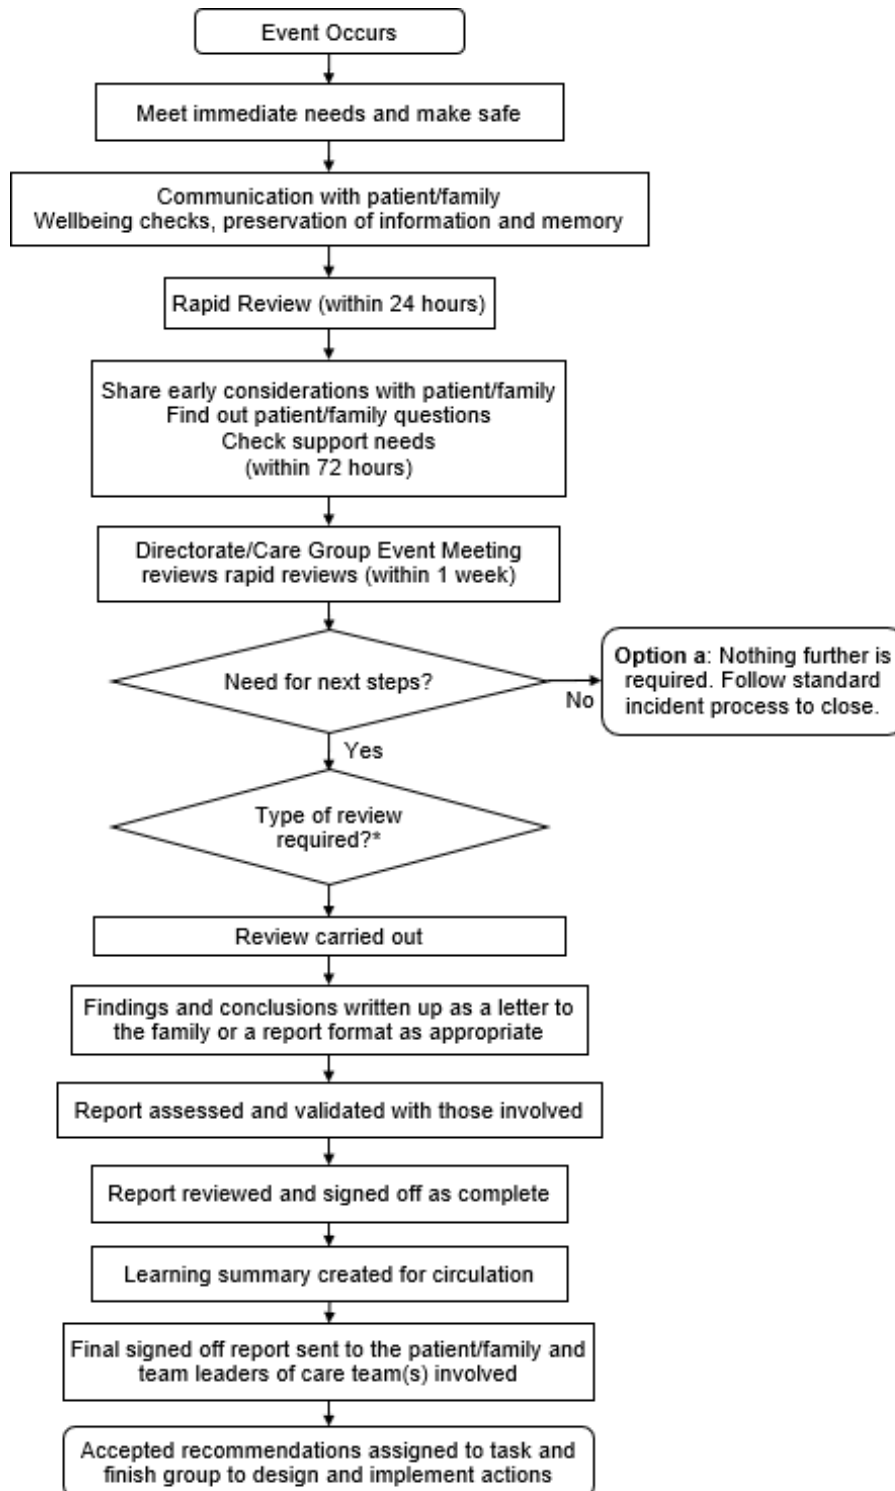 Event Occurs
Meet immediate needs and make safe
Communication with patient/family
Wellbeing checks, preservation of information and memory
Rapid Review (within 24 hours)
Share early considerations with patient/family
Find out patient/family questions
Check support needs
(within 72 hours)
Directorate/Care Group Event Meeting
reviews rapid reviews (within 1 week)
Need for next steps?
No
Option a: Nothing further is
required. Follow standard
incident process to close.
Yes
Type of review
required?*
Review carried out
Findings and conclusions written up as a letter to
the family or a report format as appropriate
Report assessed and validated with those involved
Report reviewed and signed off as complete
Learning summary created for circulation
Final signed off report sent to the patient/family and
team leaders of care team(s) involved
Accepted recommendations assigned to task and
finish group to design and implement actions